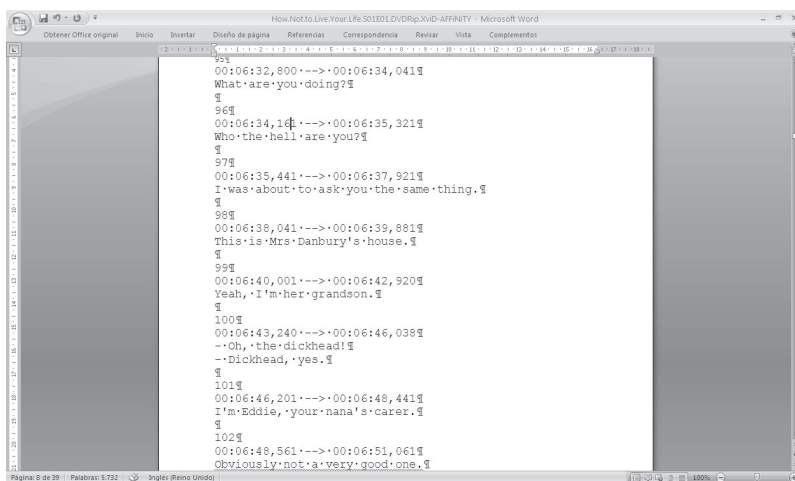 How.Not.to.Live.Your.Life.S01E01.DVDRip.XviD-AFFiNiTY - Microsoft Word
Obtener Office original Inicio Insertar Diseño de página Referencias Correspondencia Revisar Vista Complementos
95¶
00:06:32,800·-->·00:06:34,041¶
What·are·you·doing?¶
¶
96¶
00:06:34,161·-->·00:06:35,321¶
Who·the·hell·are·you?¶
¶
97¶
00:06:35,441·-->·00:06:37,921¶
I·was·about·to·ask·you·the·same·thing.¶
¶
98¶
00:06:38,041·-->·00:06:39,881¶
This·is·Mrs·Danbury's·house.¶
¶
99¶
00:06:40,001·-->·00:06:42,920¶
Yeah,·I'm·her·grandson.¶
¶
100¶
00:06:43,240·-->·00:06:46,038¶
-·Oh,·the·dickhead!¶
-·Dickhead,·yes.¶
¶
101¶
00:06:46,201·-->·00:06:48,441¶
I'm·Eddie,·your·nana's·carer.¶
¶
102¶
00:06:48,561·-->·00:06:51,061¶
Obviously·not·a·very·good·one.¶
Página: 8 de 39 Palabras: 5.732 Inglés (Reino Unido) 100%